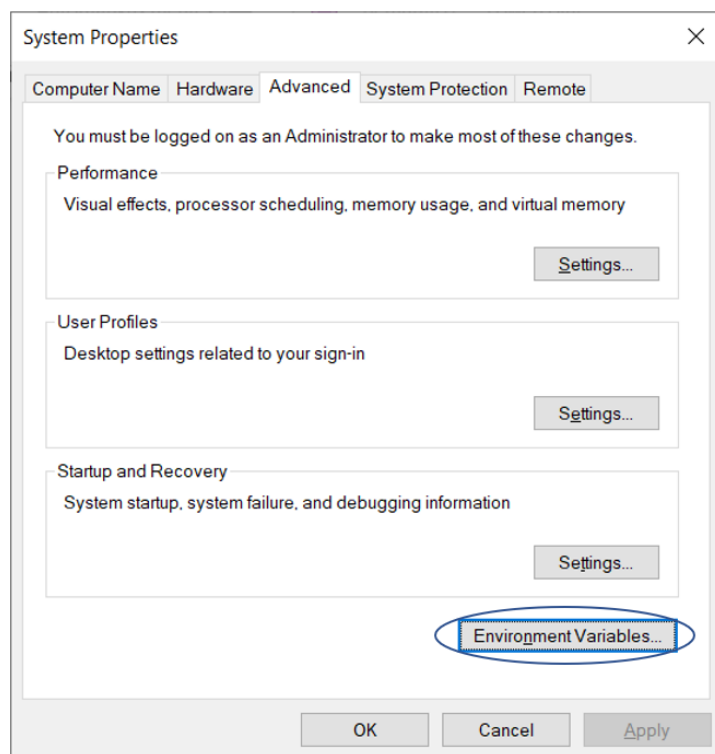 System Properties
Computer Name Hardware Advanced System Protection Remote
You must be logged on as an Administrator to make most of these changes.
Performance
Visual effects, processor scheduling, memory usage, and virtual memory
Settings...
User Profiles
Desktop settings related to your sign-in
Settings...
Startup and Recovery
System startup, system failure, and debugging information
Settings...
Environment Variables...
OK Cancel Apply